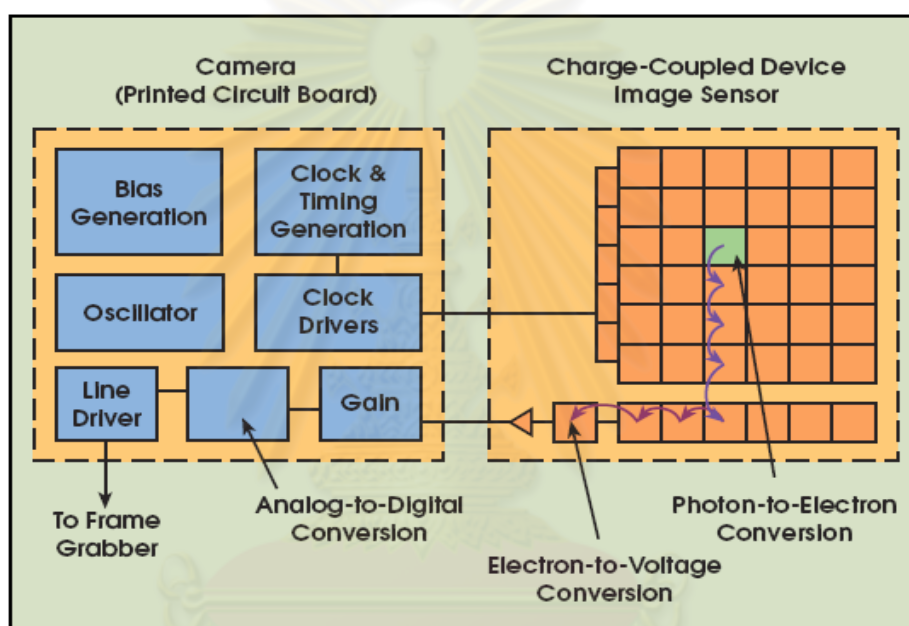 Camera
(Printed Circuit Board)
Charge-Coupled Device
Image Sensor
Bias
Generation
Clock &
Timing
Generation
Oscillator
Clock
Drivers
Line
Driver
Gain
To Frame
Grabber
Analog-to-Digital
Conversion
Electron-to-Voltage
Conversion
Photon-to-Electron
Conversion